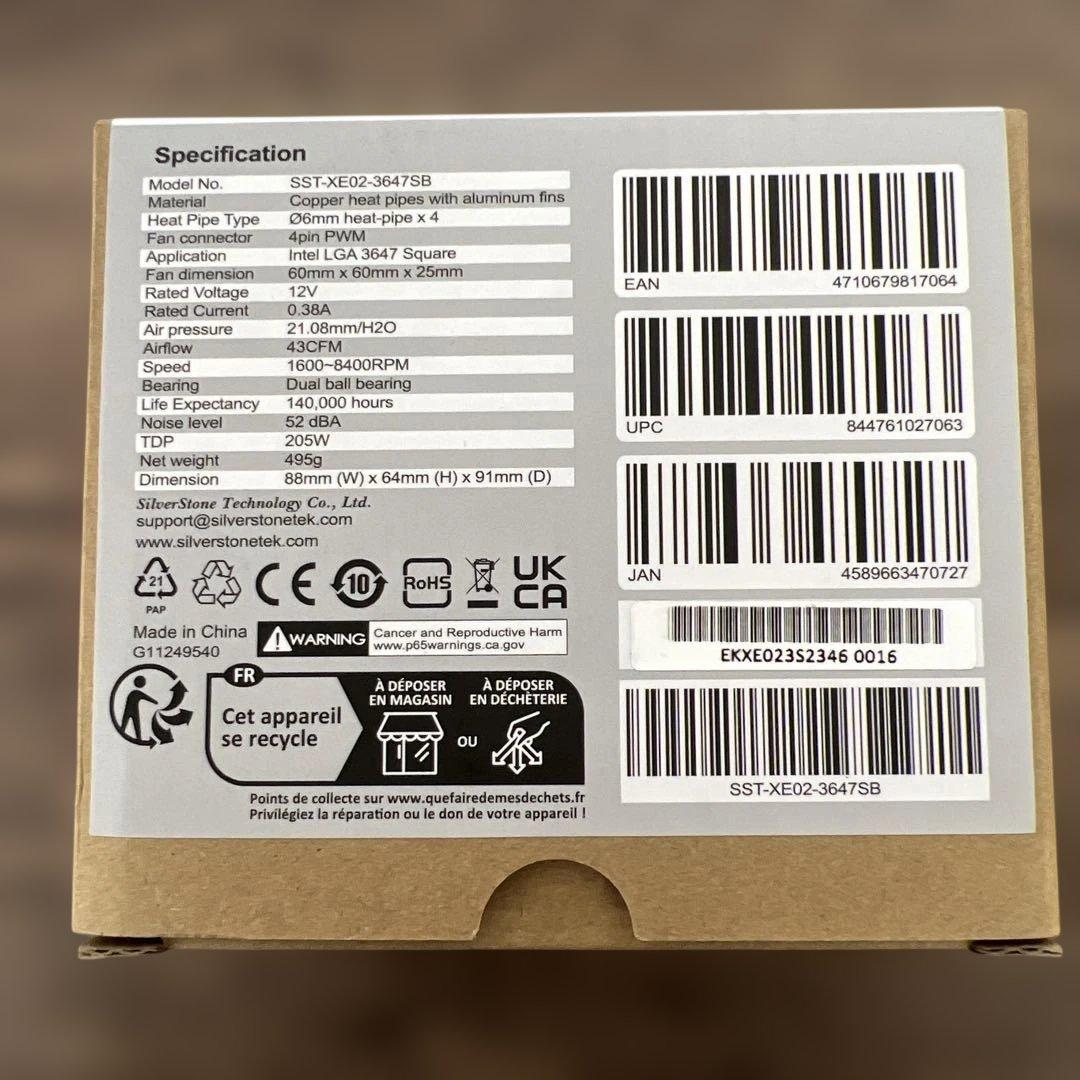 Specification
Model No. SST-XE02-3647SB
Material Copper heat pipes with aluminum fins
Heat Pipe Type Ø6mm heat-pipe x 4
Fan connector 4pin PWM
Application Intel LGA 3647 Square
Fan dimension 60mm x 60mm x 25mm
Rated Voltage 12V
Rated Current 0.38A
Air pressure 21.08mm/H2O
Airflow 43CFM
Speed 1600~8400RPM
Bearing Dual ball bearing
Life Expectancy 140,000 hours
Noise level 52 dBA
TDP 205W
Net weight 495g
Dimension 88mm (W) x 64mm (H) x 91mm (D)
SilverStone Technology Co., Ltd.
support@silverstonetek.com
www.silverstonetek.com
21
PAP
CE
10
RoHS
UK
CA
Made in China
G11249540
WARNING
Cancer and Reproductive Harm
www.p65warnings.ca.gov
FR
Cet appareil
se recycle
À DÉPOSER
EN MAGASIN
OU
À DÉPOSER
EN DÉCHÈTERIE
Points de collecte sur www.quefairedemesdechets.fr
Privilégiez la réparation ou le don de votre appareil !
EAN 4710679817064
UPC 844761027063
JAN 4589663470727
EKXE023S2346 0016
SST-XE02-3647SB